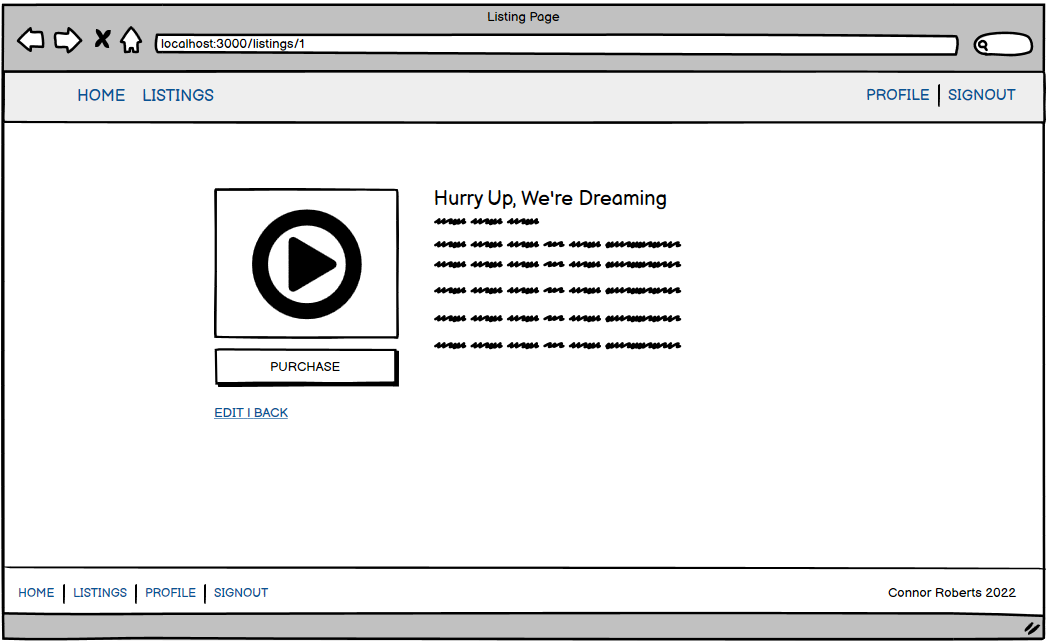 Listing Page
localhost:3000/listings/1
HOME LISTINGS PROFILE | SIGNOUT
Hurry Up, We're Dreaming
PURCHASE
EDIT | BACK
HOME | LISTINGS | PROFILE | SIGNOUT Connor Roberts 2022